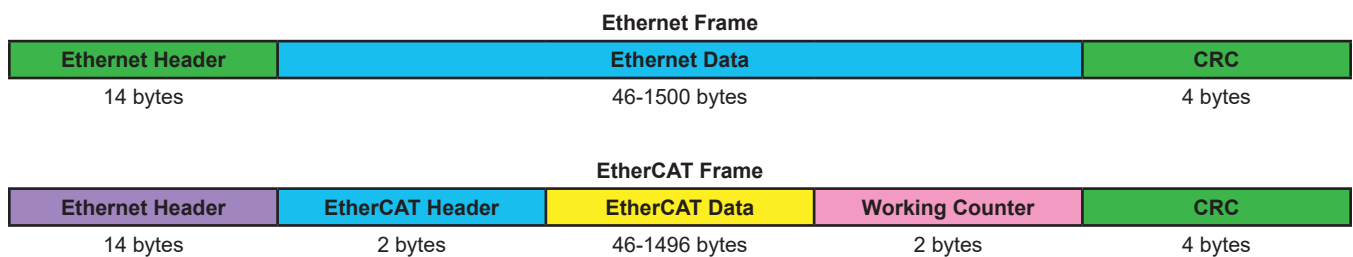 Ethernet Frame
Ethernet Header Ethernet Data CRC
14 bytes 46-1500 bytes 4 bytes
EtherCAT Frame
Ethernet Header EtherCAT Header EtherCAT Data Working Counter CRC
14 bytes 2 bytes 46-1496 bytes 2 bytes 4 bytes